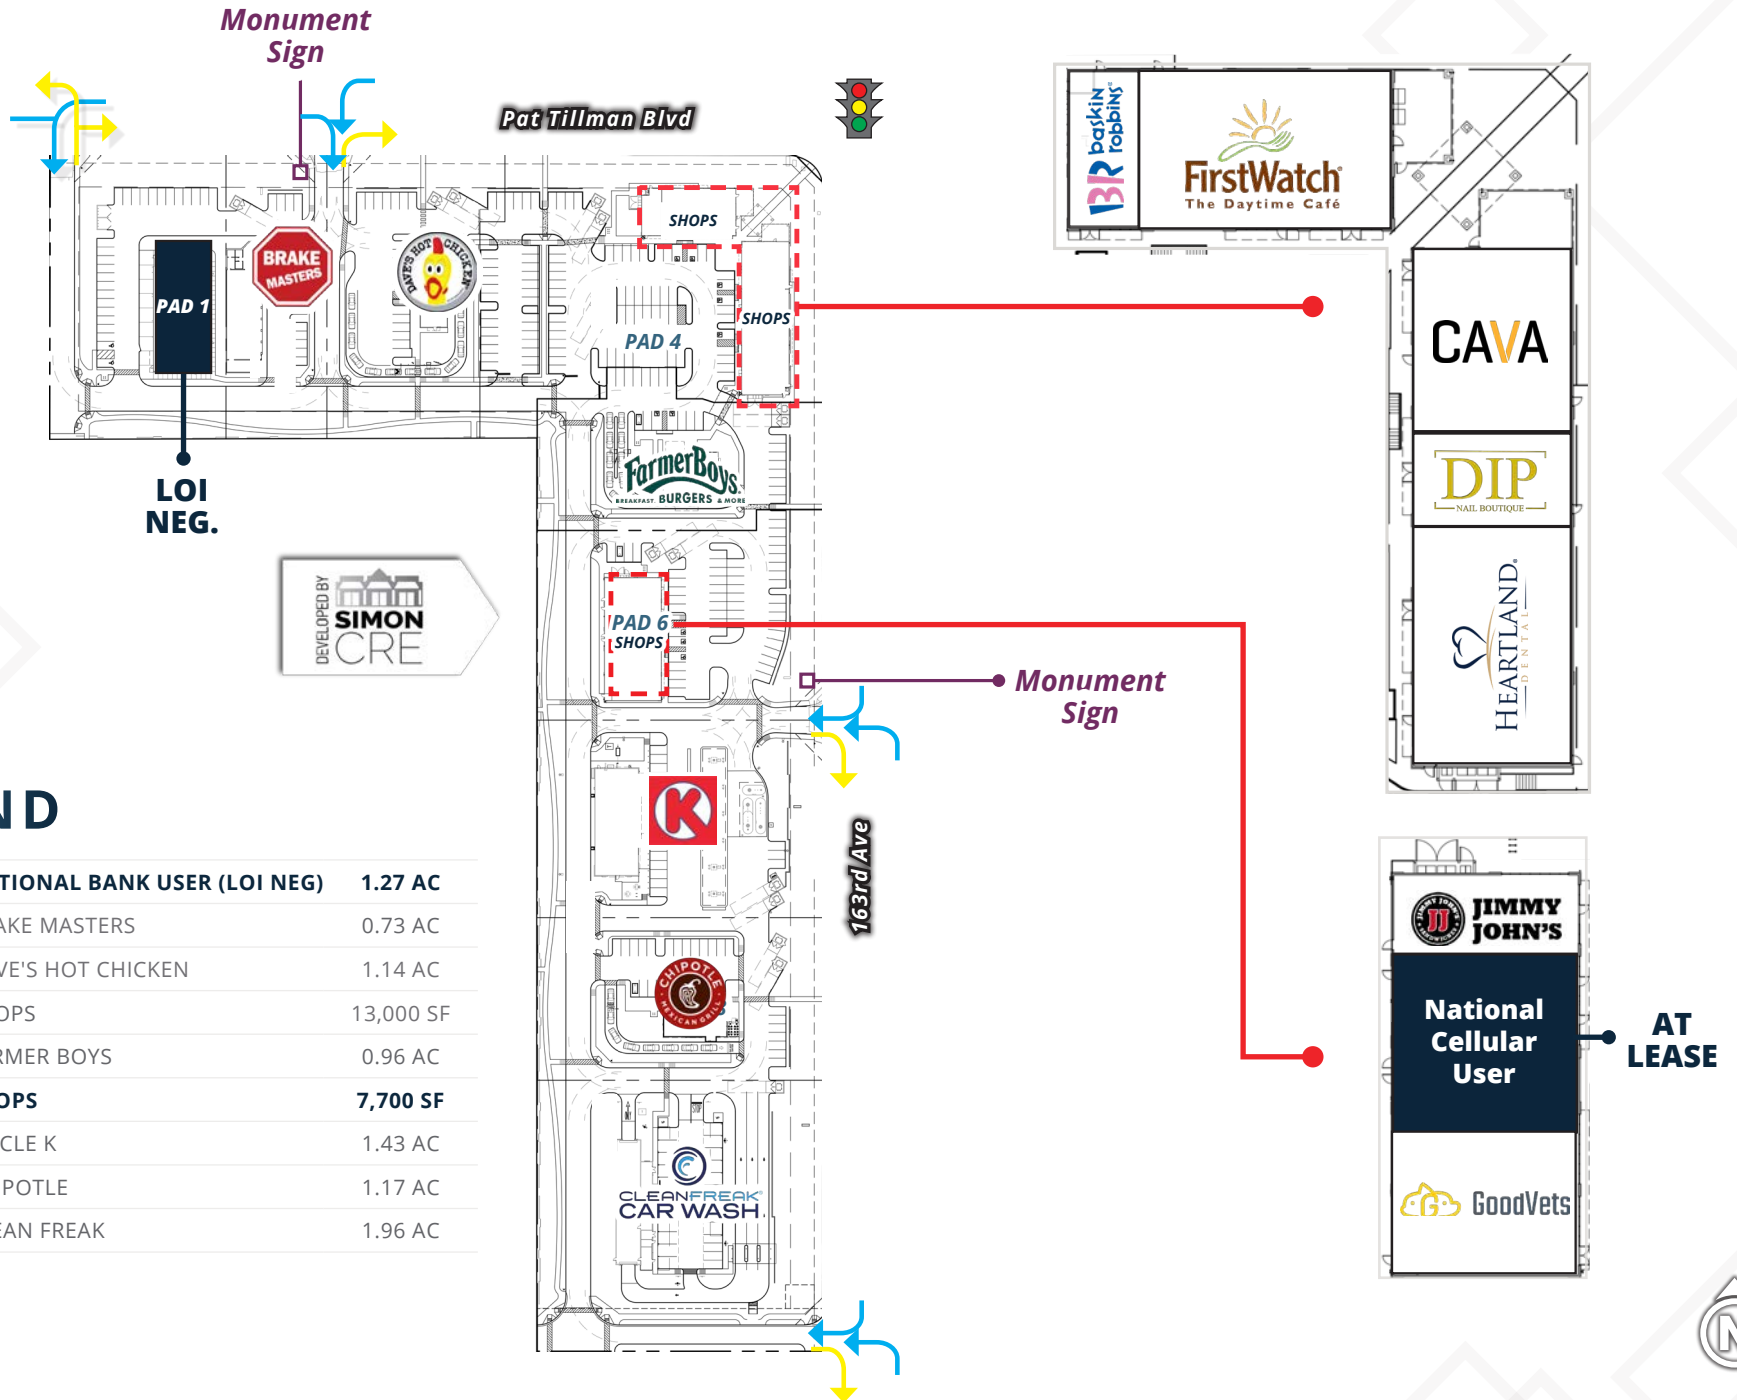 Monument
Sign
Pat Tillman Blvd
BR baskin robbins
FirstWatch
The Daytime Café
SHOPS
BRAKE
MASTERS
DAVE'S HOT CHICKEN
PAD 1
SHOPS
PAD 4
CAVA
FarmerBoys
BREAKFAST. BURGERS & MORE
DIP
NAIL BOUTIQUE
LOI
NEG.
DEVELOPED BY
SIMON
CRE
PAD 6
SHOPS
HEARTLAND
DENTAL
Monument
Sign
K
163rd Ave
ND
TIONAL BANK USER (LOI NEG) 1.27 AC
AKE MASTERS 0.73 AC
VE'S HOT CHICKEN 1.14 AC
OPS 13,000 SF
RMER BOYS 0.96 AC
OPS 7,700 SF
CLE K 1.43 AC
POTLE 1.17 AC
EAN FREAK 1.96 AC
JIMMY JOHN'S
JJ
JIMMY
JOHN'S
CHIPOTLE
MEXICAN GRILL
National
Cellular
User
AT
LEASE
CLEANFREAK
CAR WASH
GoodVets
N